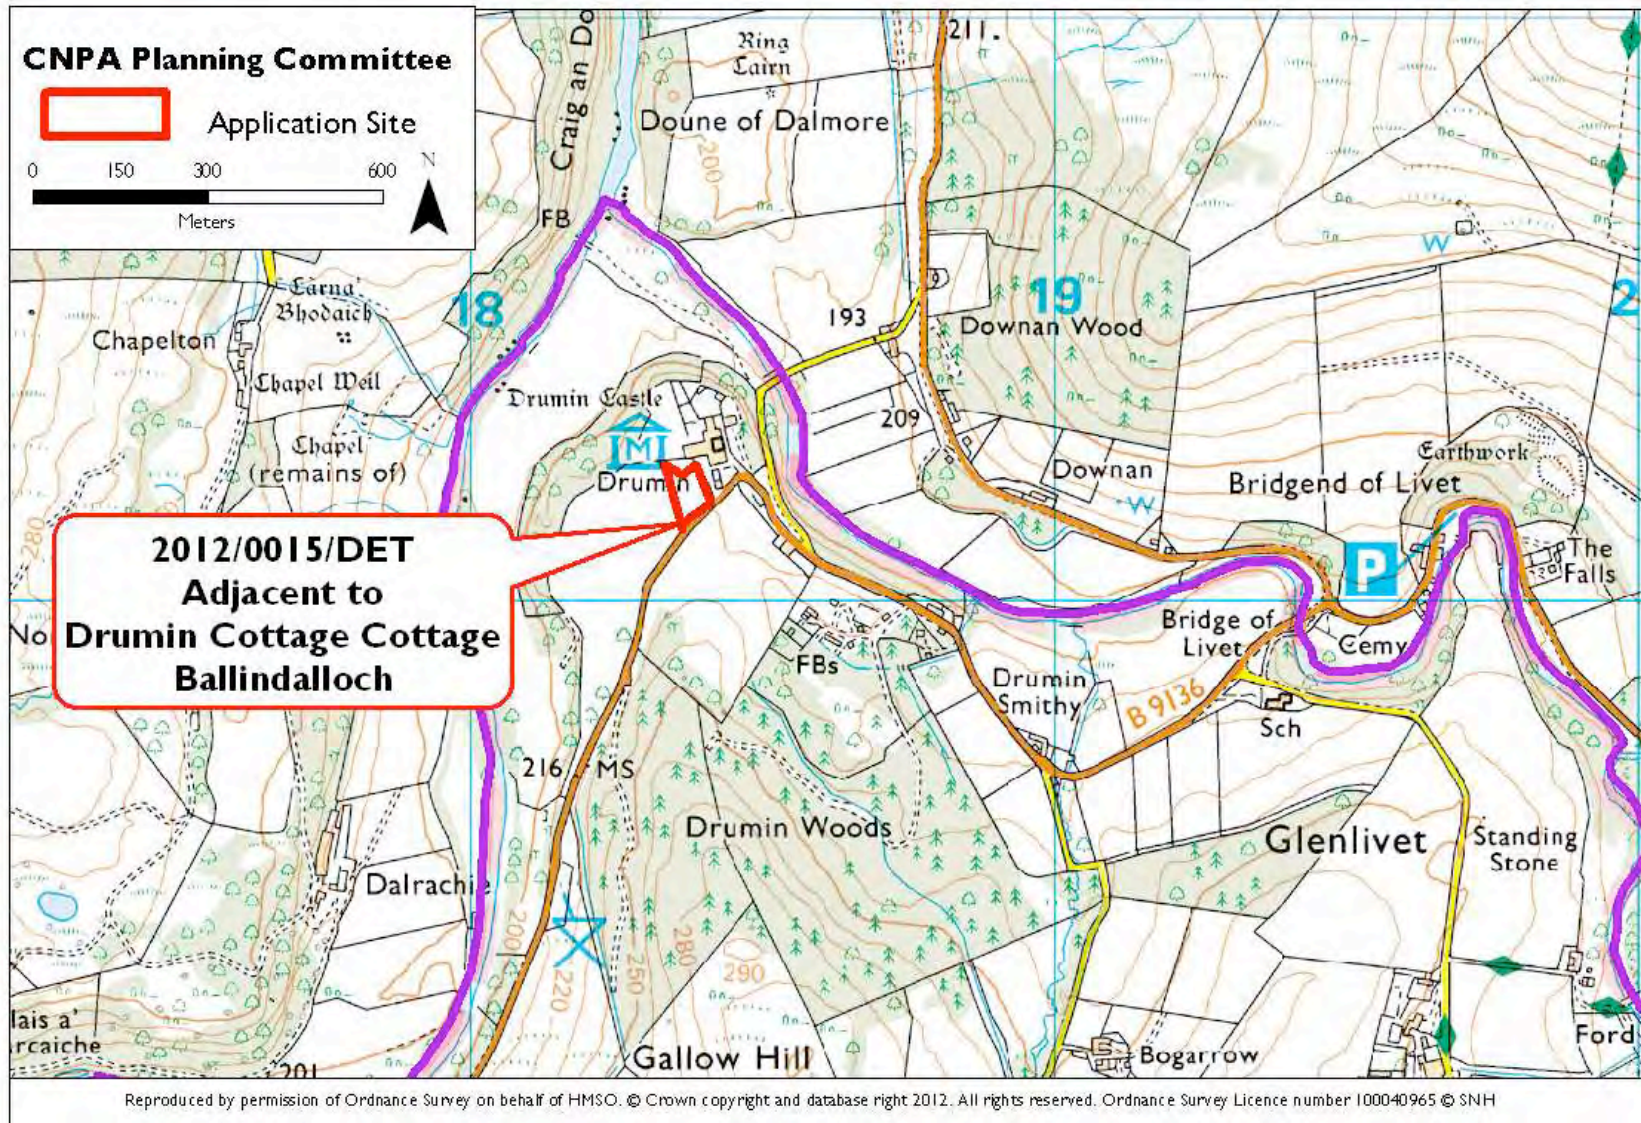 CNPA Planning Committee
Application Site
0 150 300 600
N
Meters
Craig an Do
Ring
Cairn
211.
Doune of Dalmore
200
FB
W
Carna'
Bhodaich
18
193
19
2
Downan Wood
Chapelton
Chapel Well
Drumin Castle
209
M
Chapel
(remains of)
Drumin
Downan
W
Earthwork
Bridgend of Livet
280
2012/0015/DET
Adjacent to
Drumin Cottage Cottage
Ballindalloch
P
The
Falls
No
Bridge of
Livet
Cemy
FBs
Drumin
Smithy
B 9136
Sch
216
MS
Drumin Woods
Glenlivet
Standing
Stone
Dalrachie
200
220
250
280
290
lais a'
rcaiche
201
Gallow Hill
Bogarrow
Ford
Reproduced by permission of Ordnance Survey on behalf of HMSO. © Crown copyright and database right 2012. All rights reserved. Ordnance Survey Licence number 100040965 © SNH